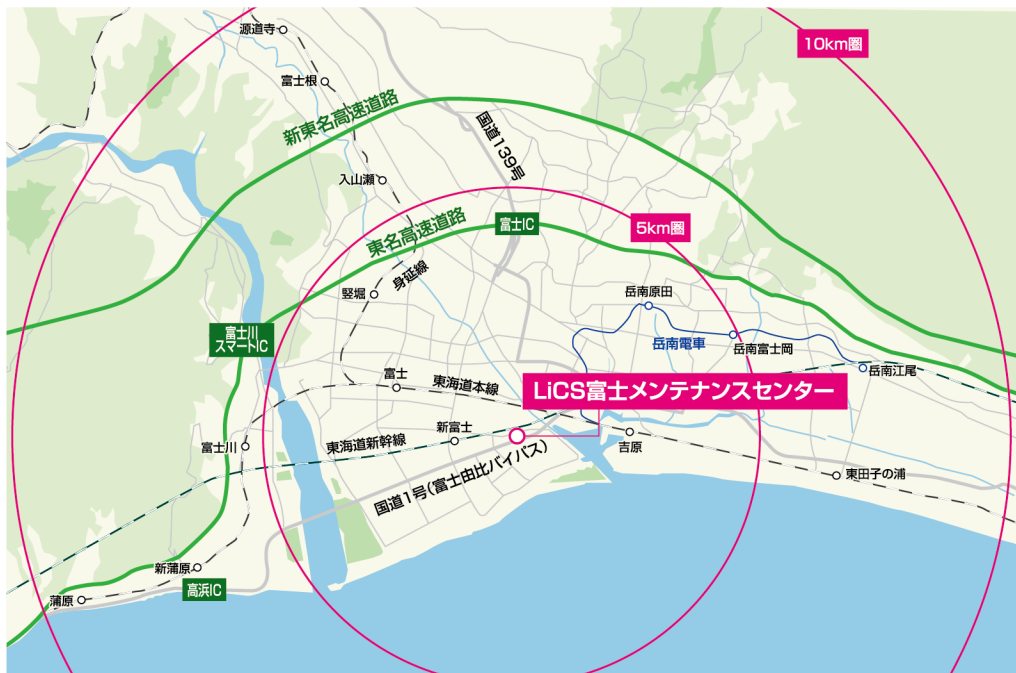 源道寺
10km圏
富士根
新東名高速道路
国道139号
入山瀬
5km圏
富士IC
東名高速道路
身延線
竪堀
岳南原田
富士川
スマートIC
岳南電車
岳南富士岡
岳南江尾
富士
東海道本線
LiCS富士メンテナンスセンター
新富士
東海道新幹線
吉原
富士川
東田子の浦
国道1号(富士由比バイパス)
新蒲原
高浜IC
蒲原